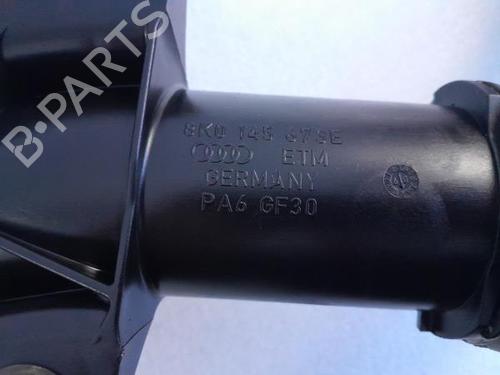 B-PARTS
8K0 145 673E
ETM
GERMANY
PA6 GF30